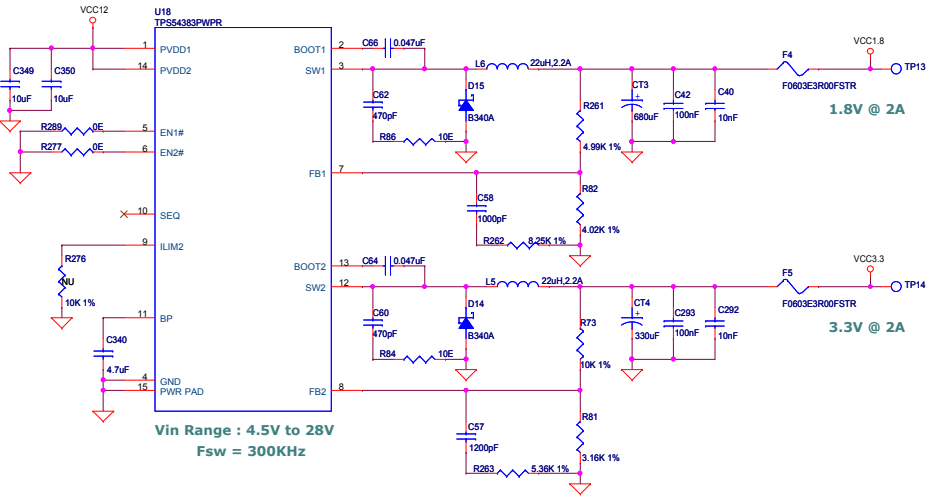 VCC12
U18
TPS54383PWPR
1 PVDD1
14 PVDD2
BOOT1 2
SW1 3
C66 0.047uF
L6 22uH,2.2A
F4
F0603E3R00FSTR
VCC1.8
TP13
1.8V @ 2A
C349
10uF
C350
10uF
C62
470pF
D15
B340A
R86 10E
R261
4.99K 1%
CT3
680uF
C42
100nF
C40
10nF
R289 0E
5 EN1#
R277 0E
6 EN2#
FB1 7
R82
4.02K 1%
C58
1000pF
R262 8.25K 1%
10 SEQ
9 ILIM2
R276
NU
10K 1%
BOOT2 13
SW2 12
C64 0.047uF
L5 22uH,2.2A
F5
F0603E3R00FSTR
VCC3.3
TP14
3.3V @ 2A
C60
470pF
D14
B340A
R84 10E
R73
10K 1%
CT4
330uF
C293
100nF
C292
10nF
11 BP
C340
4.7uF
4 GND
15 PWR PAD
FB2 8
R81
3.16K 1%
C57
1200pF
R263 5.36K 1%
Vin Range : 4.5V to 28V
Fsw = 300KHz